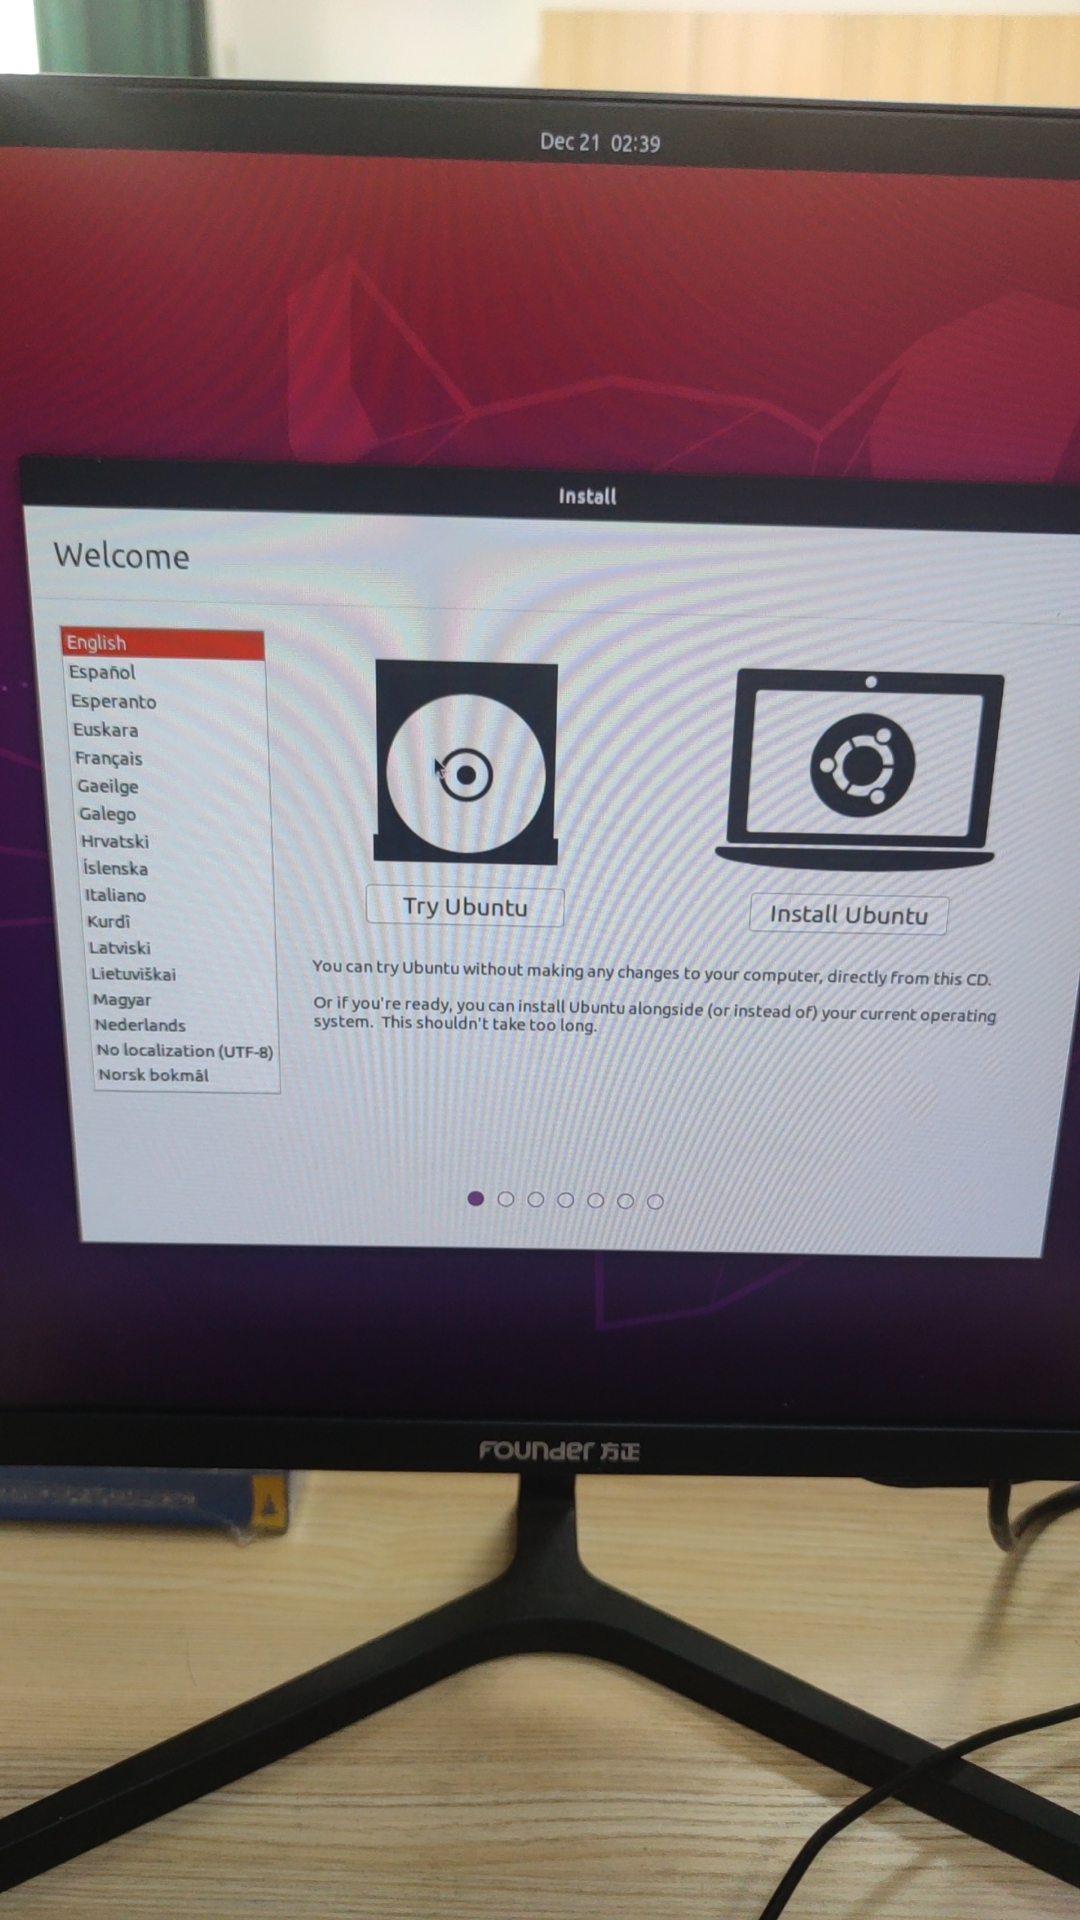 Dec 21 02:39
Install
Welcome
English
Español
Esperanto
Euskara
Français
Gaeilge
Galego
Hrvatski
Íslenska
Italiano
Kurdî
Latviski
Lietuviškai
Magyar
Nederlands
No localization (UTF-8)
Norsk bokmål
Try Ubuntu
Install Ubuntu
You can try Ubuntu without making any changes to your computer, directly from this CD.
Or if you're ready, you can install Ubuntu alongside (or instead of) your current operating
system. This shouldn't take too long.
Founder 方正